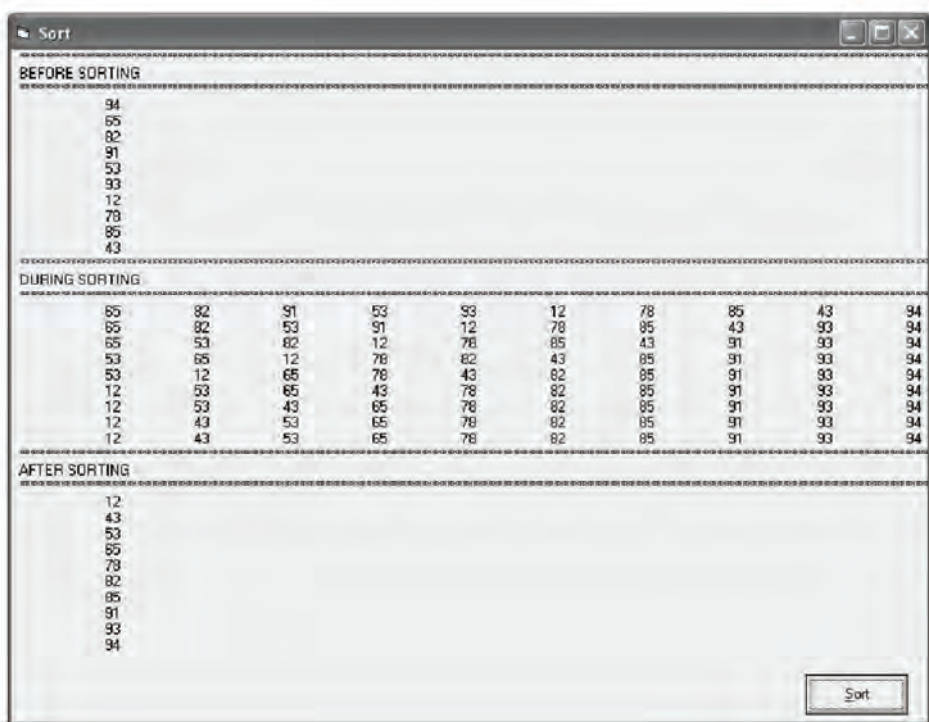 Sort
BEFORE SORTING
94
65
82
91
53
93
12
78
85
43
DURING SORTING
65 82 91 53 93 12 78 85 43 94
65 82 53 91 12 78 85 43 93 94
65 53 82 12 78 85 43 91 93 94
53 65 12 78 82 43 85 91 93 94
53 12 65 78 43 82 85 91 93 94
12 53 65 43 78 82 85 91 93 94
12 53 43 65 78 82 85 91 93 94
12 43 53 65 78 82 85 91 93 94
12 43 53 65 78 82 85 91 93 94
AFTER SORTING
12
43
53
65
78
82
85
91
93
94
Sort